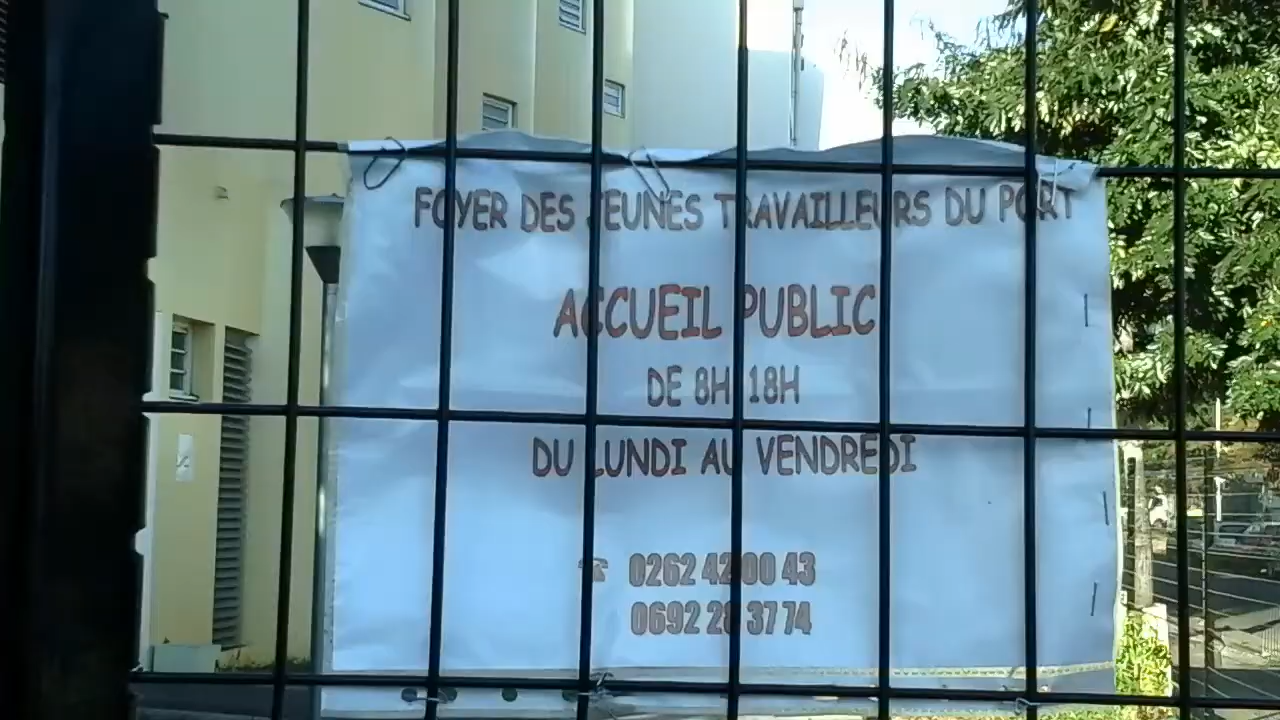 FOYER DES JEUNES TRAVAILLEURS DU PORT
ACCUEIL PUBLIC
DE 8H 18H
DU LUNDI AU VENDREDI
☎ 0262 42 00 43
0692 28 37 74